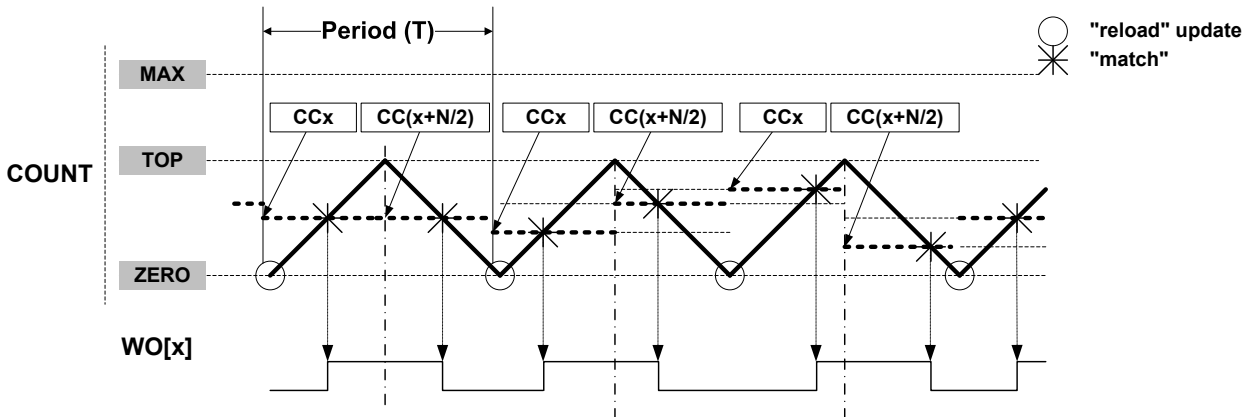 Period (T)
"reload" update
"match"
MAX
CCx
CC(x+N/2)
CCx
CC(x+N/2)
CCx
CC(x+N/2)
TOP
COUNT
ZERO
WO[x]